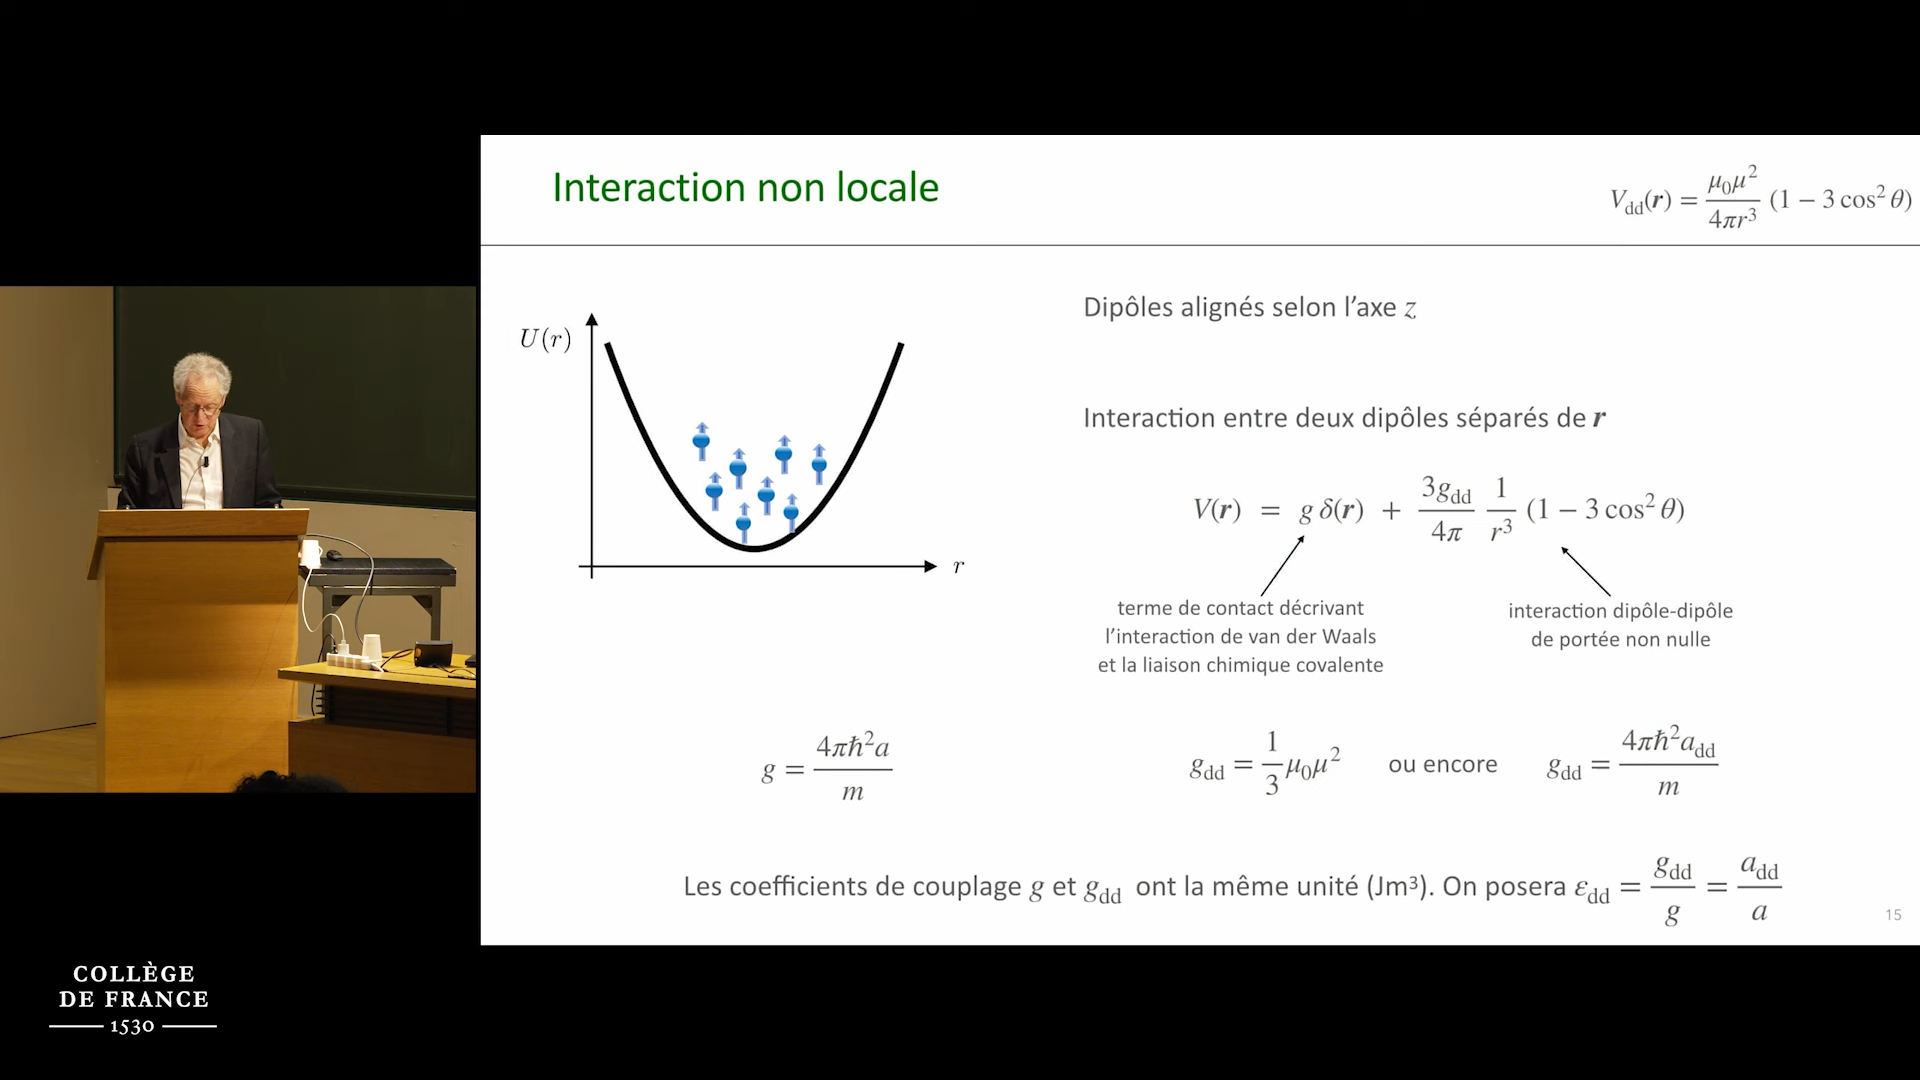 Interaction non locale
V_dd(r) = μ₀μ² / 4πr³ (1 − 3 cos² θ)
U(r)
r
Dipôles alignés selon l’axe z
Interaction entre deux dipôles séparés de r
V(r) = g δ(r) + 3g_dd / 4π 1 / r³ (1 − 3 cos² θ)
terme de contact décrivant
l’interaction de van der Waals
et la liaison chimique covalente
interaction dipôle-dipôle
de portée non nulle
g = 4πħ²a / m
g_dd = 1/3 μ₀μ² ou encore g_dd = 4πħ²a_dd / m
Les coefficients de couplage g et g_dd ont la même unité (Jm³). On posera ε_dd = g_dd / g = a_dd / a
15
COLLÈGE
DE FRANCE
1530